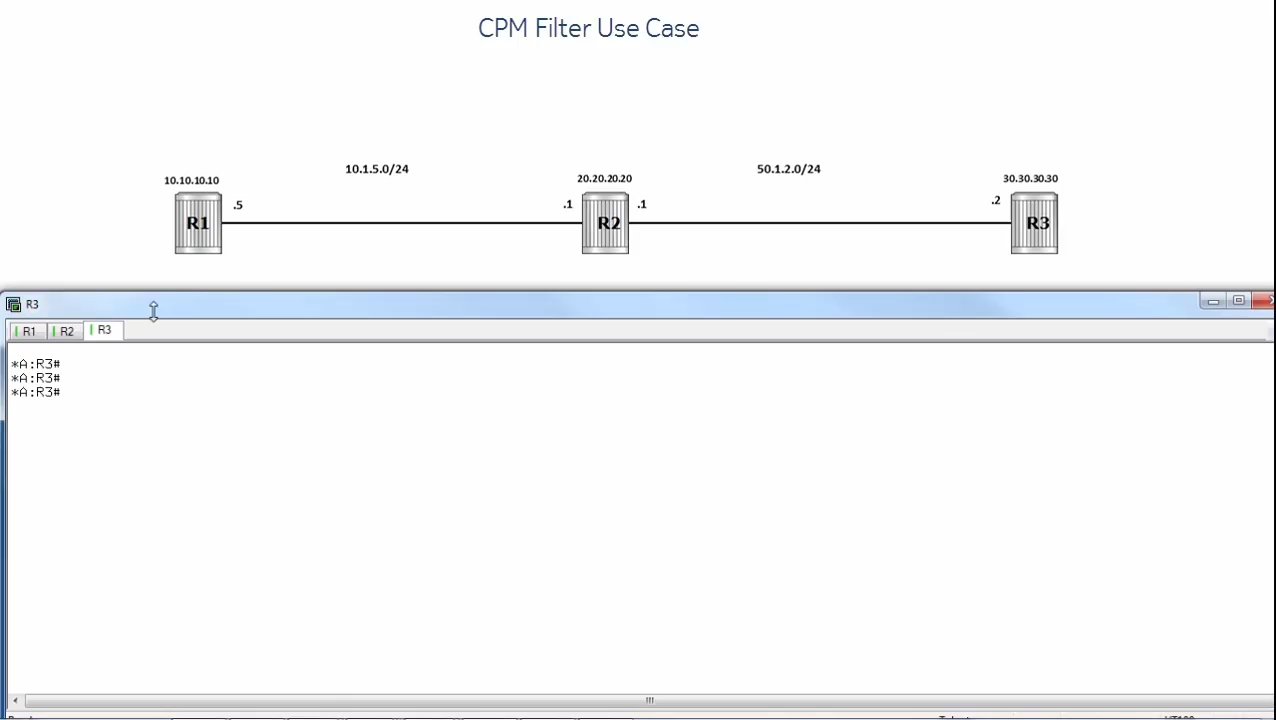 CPM Filter Use Case
10.1.5.0/24
50.1.2.0/24
10.10.10.10
20.20.20.20
30.30.30.30
.5
.1
.1
.2
R1
R2
R3
R3
R1
R2
R3
*A:R3#
*A:R3#
*A:R3#